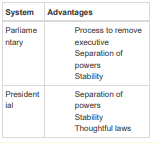 System Advantages
Parliame Process to remove
ntary executive
Separation of
powers
Stability
President Separation of
ial powers
Stability
Thoughtful laws